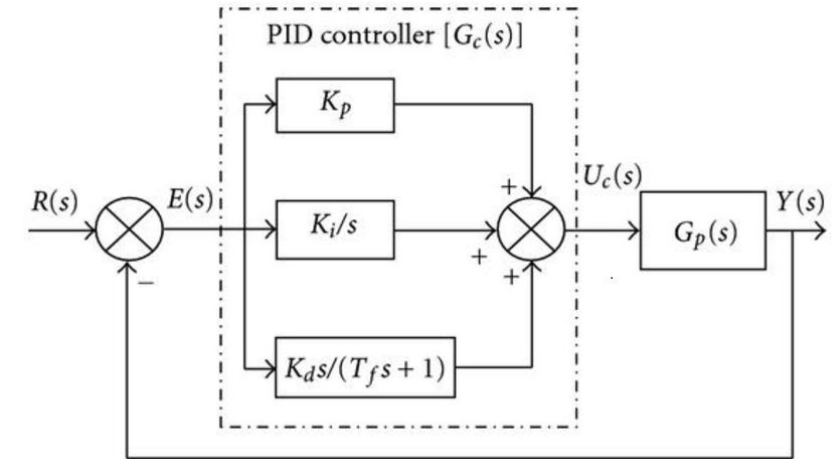 PID controller [G_c(s)]
K_p
R(s)
E(s)
K_i/s
+
+
+
U_c(s)
G_p(s)
Y(s)
−
K_d s/(T_f s + 1)